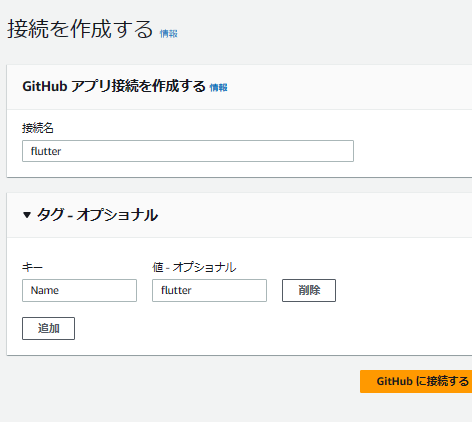 接続を作成する 情報
GitHub アプリ接続を作成する 情報
接続名
flutter
▼ タグ - オプショナル
キー 値 - オプショナル
Name flutter 削除
追加
GitHub に接続する